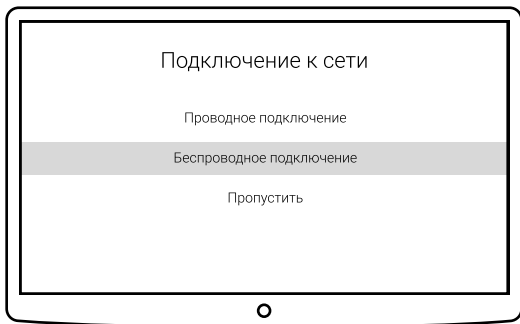 Подключение к сети
Проводное подключение
Беспроводное подключение
Пропустить